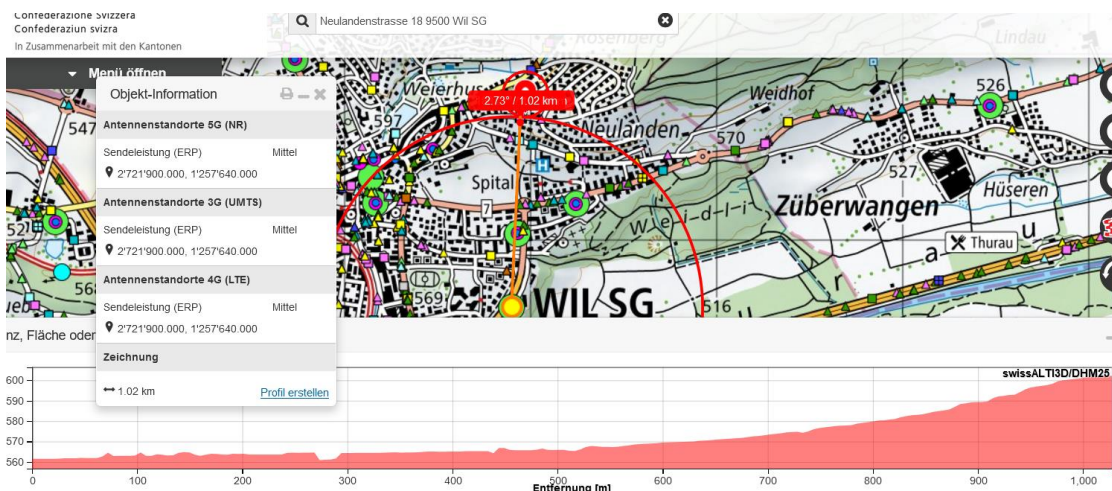 Confederazione Svizzera
Confederaziun svizra
In Zusammenarbeit mit den Kantonen
Neulandenstrasse 18 9500 Wil SG
Menü öffnen
Objekt-Information
Antennenstandorte 5G (NR)
Sendeleistung (ERP) Mittel
2'721'900.000, 1'257'640.000
Antennenstandorte 3G (UMTS)
Sendeleistung (ERP) Mittel
2'721'900.000, 1'257'640.000
Antennenstandorte 4G (LTE)
Sendeleistung (ERP) Mittel
2'721'900.000, 1'257'640.000
Zeichnung
1.02 km Profil erstellen
Rosenberg
Lindau
547
597
2.73° / 1.02 km
Neulanden
570
Weidhof
526
H
Spital
7
527
Hüseren
Weidli
Züberwangen
Thurau
569
WIL SG
516
nz, Fläche oder
swissALTI3D/DHM25
600
590
580
570
560
0 100 200 300 400 500 600 700 800 900 1,000
Entfernung [m]